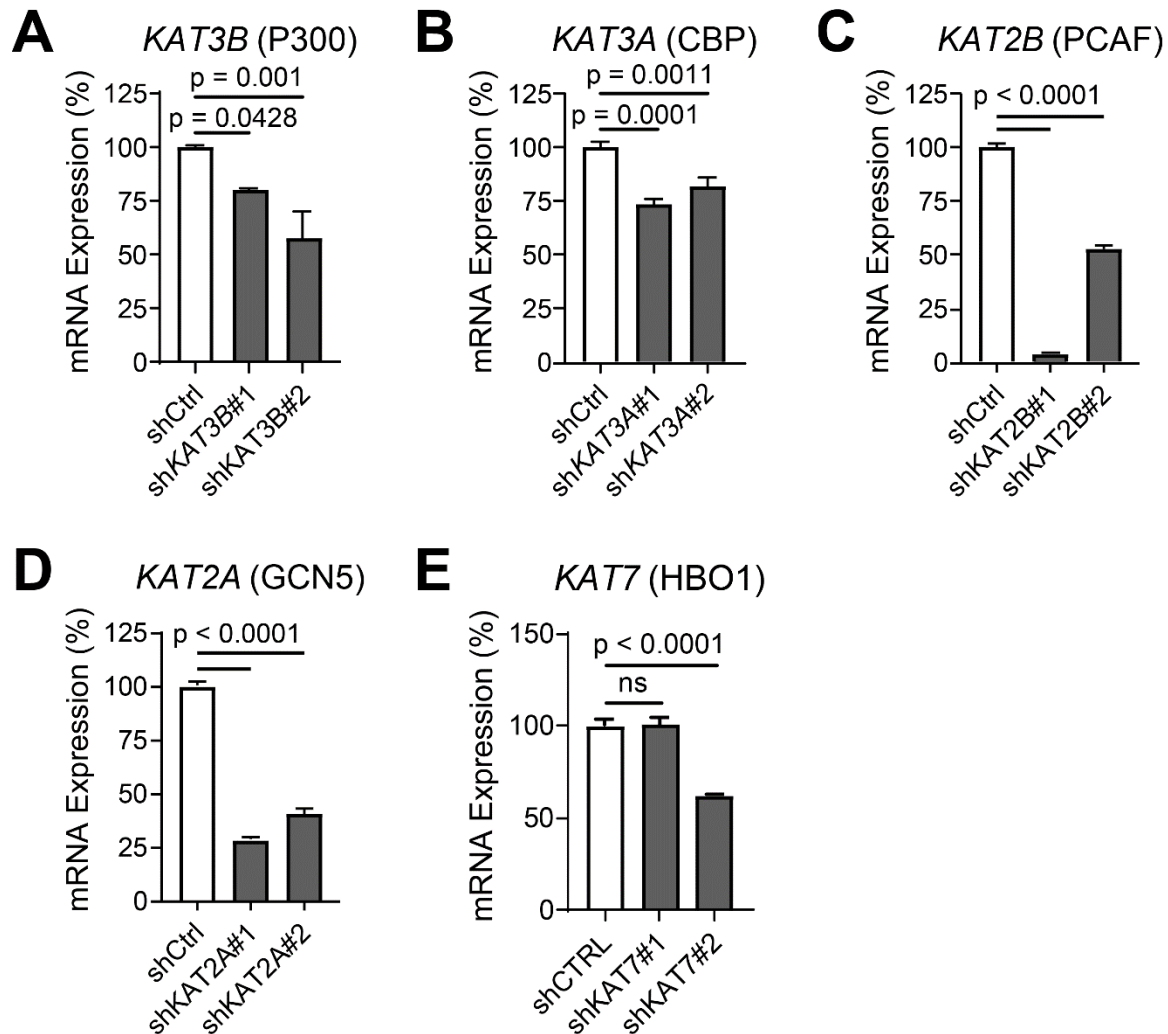 A
KAT3B (P300)
p = 0.001
p = 0.0428
mRNA Expression (%)
125
100
75
50
25
0
shCtrl
shKAT3B#1
shKAT3B#2
B
KAT3A (CBP)
p = 0.0011
p = 0.0001
mRNA Expression (%)
125
100
75
50
25
0
shCtrl
shKAT3A#1
shKAT3A#2
C
KAT2B (PCAF)
p < 0.0001
mRNA Expression (%)
125
100
75
50
25
0
shCtrl
shKAT2B#1
shKAT2B#2
D
KAT2A (GCN5)
p < 0.0001
mRNA Expression (%)
125
100
75
50
25
0
shCtrl
shKAT2A#1
shKAT2A#2
E
KAT7 (HBO1)
p < 0.0001
ns
mRNA Expression (%)
150
100
50
0
shCTRL
shKAT7#1
shKAT7#2